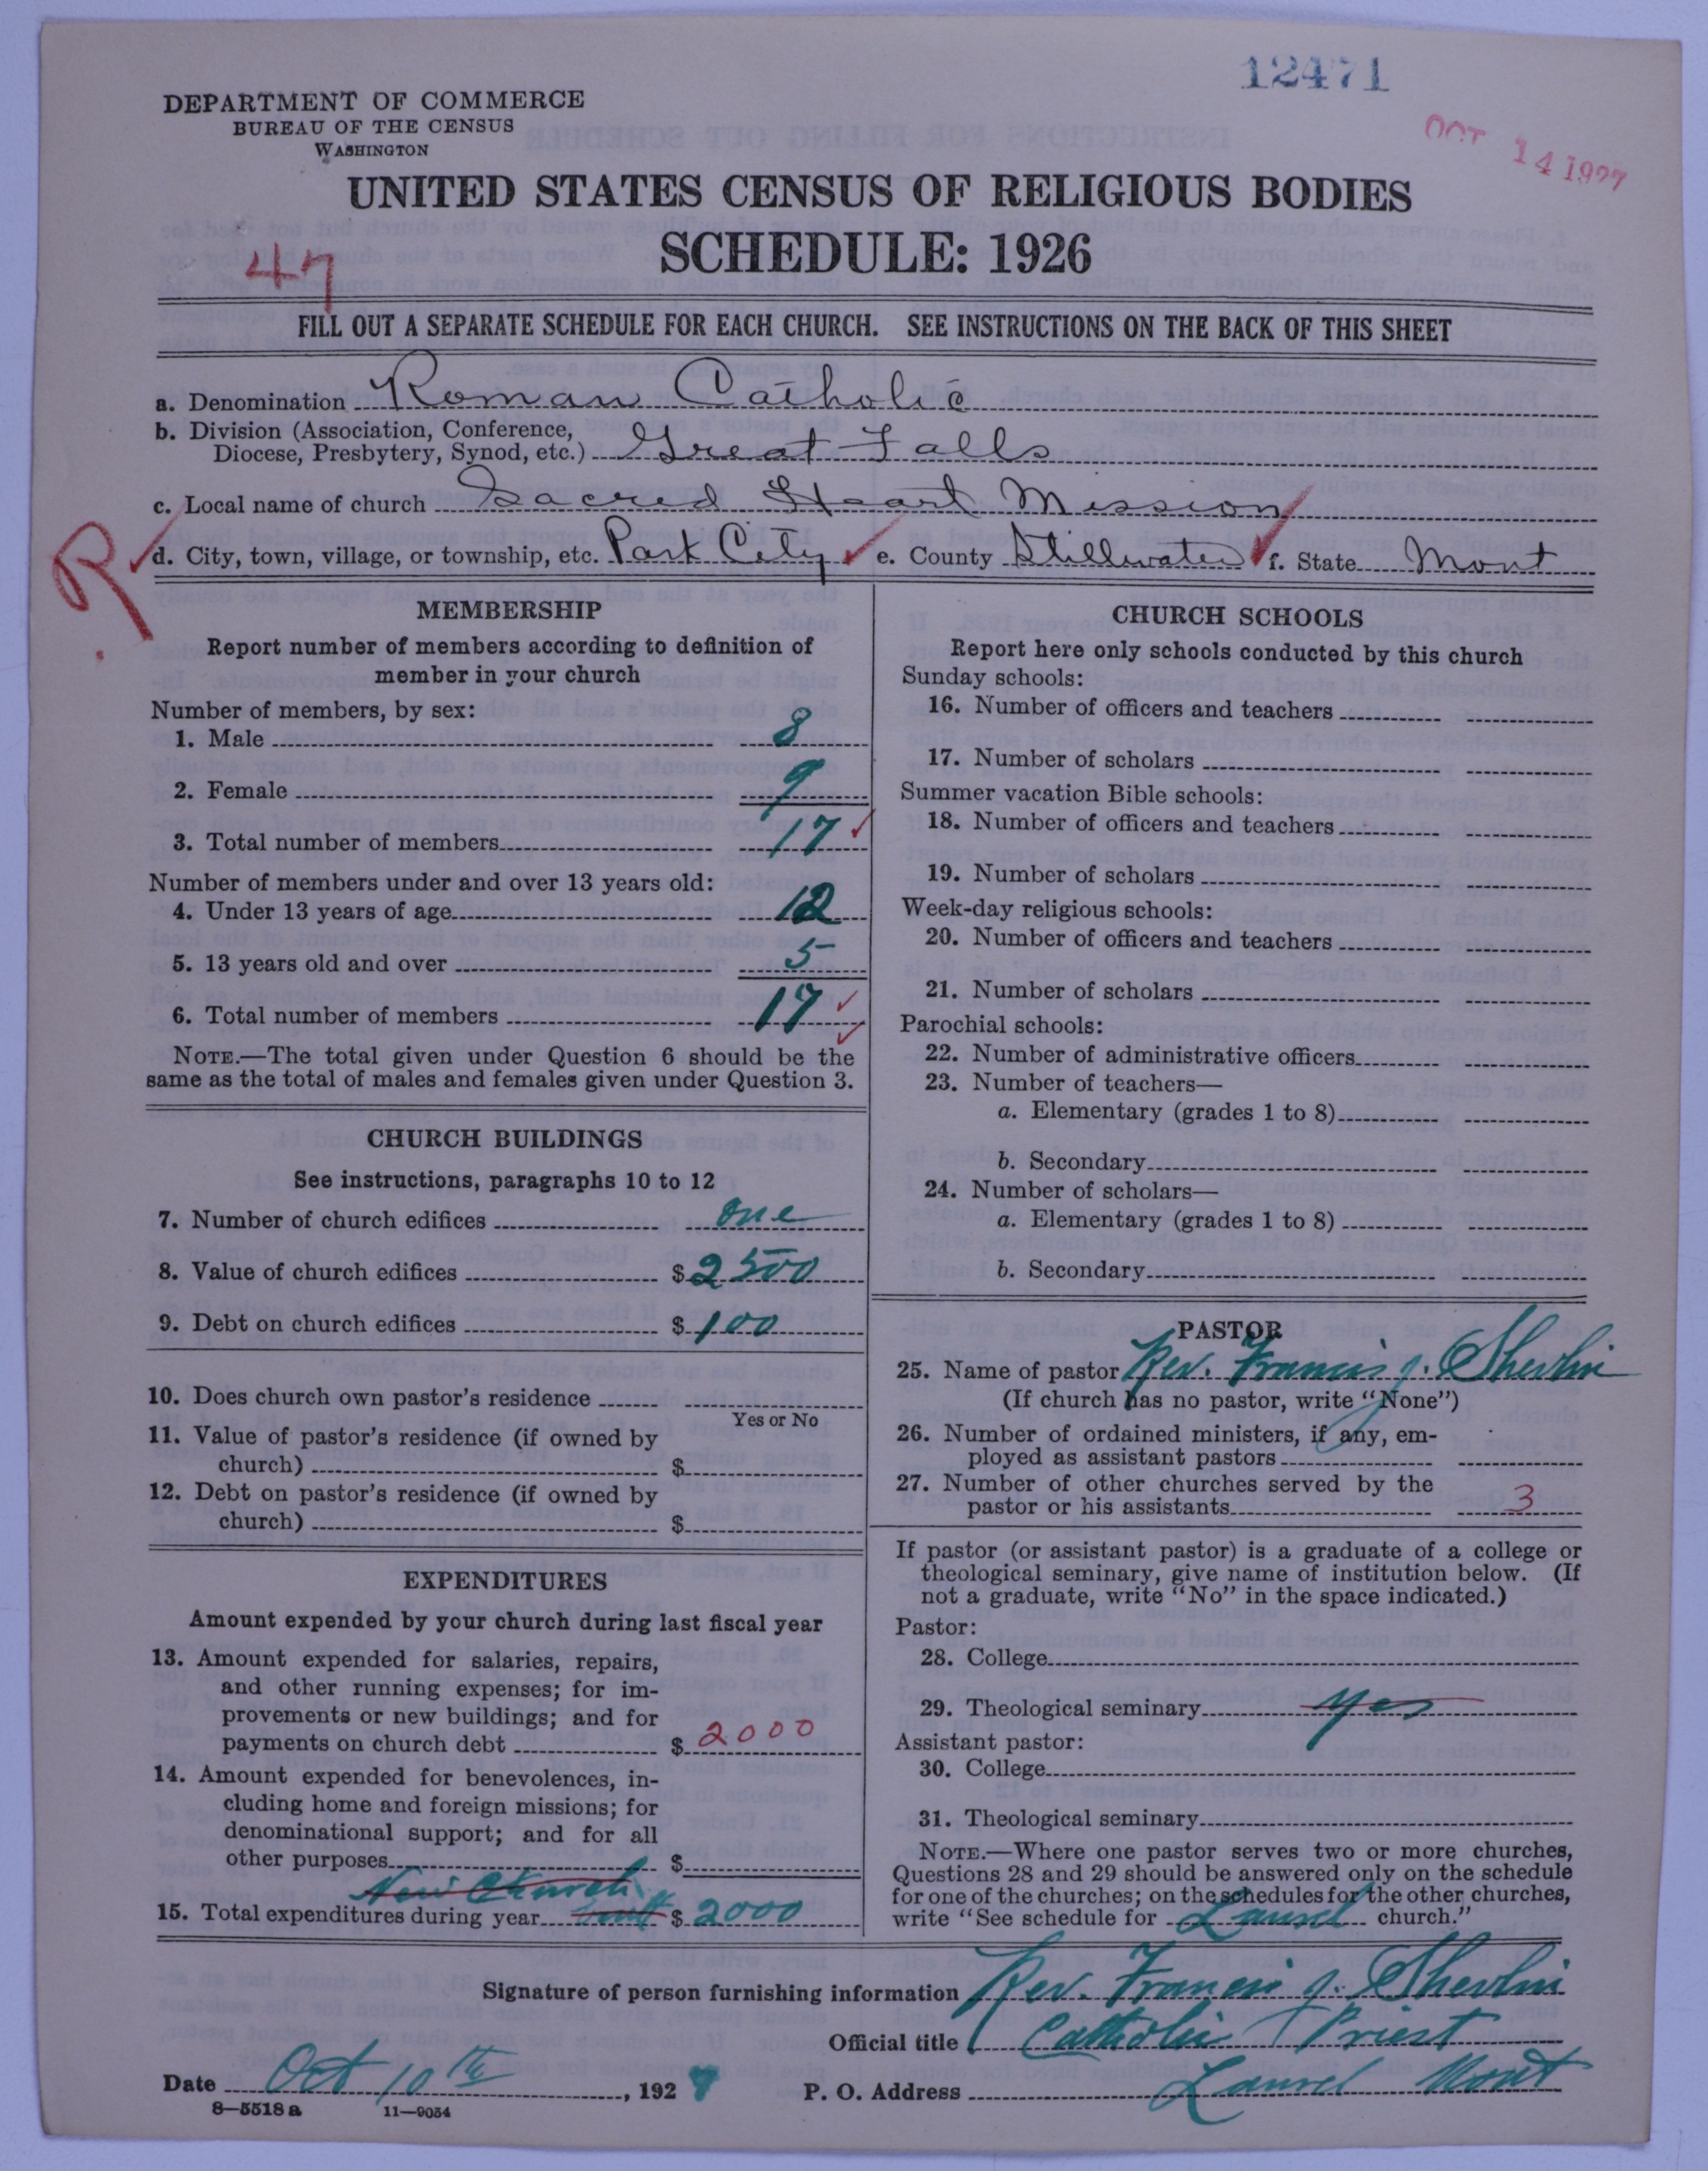 12471
OCT 14 1927
DEPARTMENT OF COMMERCE
BUREAU OF THE CENSUS
WASHINGTON
UNITED STATES CENSUS OF RELIGIOUS BODIES
SCHEDULE: 1926
47
FILL OUT A SEPARATE SCHEDULE FOR EACH CHURCH. SEE INSTRUCTIONS ON THE BACK OF THIS SHEET
a. Denomination Roman Catholic
b. Division (Association, Conference,
Diocese, Presbytery, Synod, etc.) Great Falls
c. Local name of church Sacred Heart Mission
R
d. City, town, village, or township, etc. Park City e. County Stillwater f. State Mont
MEMBERSHIP
Report number of members according to definition of
member in your church
Number of members, by sex:
1. Male 8
2. Female 9
3. Total number of members 17
Number of members under and over 13 years old:
4. Under 13 years of age 12
5. 13 years old and over 5
6. Total number of members 17
NOTE.—The total given under Question 6 should be the
same as the total of males and females given under Question 3.
CHURCH BUILDINGS
See instructions, paragraphs 10 to 12
7. Number of church edifices one
8. Value of church edifices $ 2500
9. Debt on church edifices $ 100
10. Does church own pastor's residence
Yes or No
11. Value of pastor's residence (if owned by
church) $
12. Debt on pastor's residence (if owned by
church) $
EXPENDITURES
Amount expended by your church during last fiscal year
13. Amount expended for salaries, repairs,
and other running expenses; for im-
provements or new buildings; and for
payments on church debt $ 2000
14. Amount expended for benevolences, in-
cluding home and foreign missions; for
denominational support; and for all
other purposes $
New Church
15. Total expenditures during year built $ 2000
CHURCH SCHOOLS
Report here only schools conducted by this church
Sunday schools:
16. Number of officers and teachers
17. Number of scholars
Summer vacation Bible schools:
18. Number of officers and teachers
19. Number of scholars
Week-day religious schools:
20. Number of officers and teachers
21. Number of scholars
Parochial schools:
22. Number of administrative officers
23. Number of teachers—
a. Elementary (grades 1 to 8)
b. Secondary
24. Number of scholars—
a. Elementary (grades 1 to 8)
b. Secondary
PASTOR
25. Name of pastor Rev. Francis J. Shevlin
(If church has no pastor, write "None")
26. Number of ordained ministers, if any, em-
ployed as assistant pastors
27. Number of other churches served by the
pastor or his assistants 3
If pastor (or assistant pastor) is a graduate of a college or
theological seminary, give name of institution below. (If
not a graduate, write "No" in the space indicated.)
Pastor:
28. College
29. Theological seminary yes
Assistant pastor:
30. College
31. Theological seminary
NOTE.—Where one pastor serves two or more churches,
Questions 28 and 29 should be answered only on the schedule
for one of the churches; on the schedules for the other churches,
write "See schedule for Laurel church."
Signature of person furnishing information Rev. Francis J. Shevlin
Official title Catholic Priest
Date Oct 10th, 1927 P. O. Address Laurel Mont
8—5518 a 11—9054